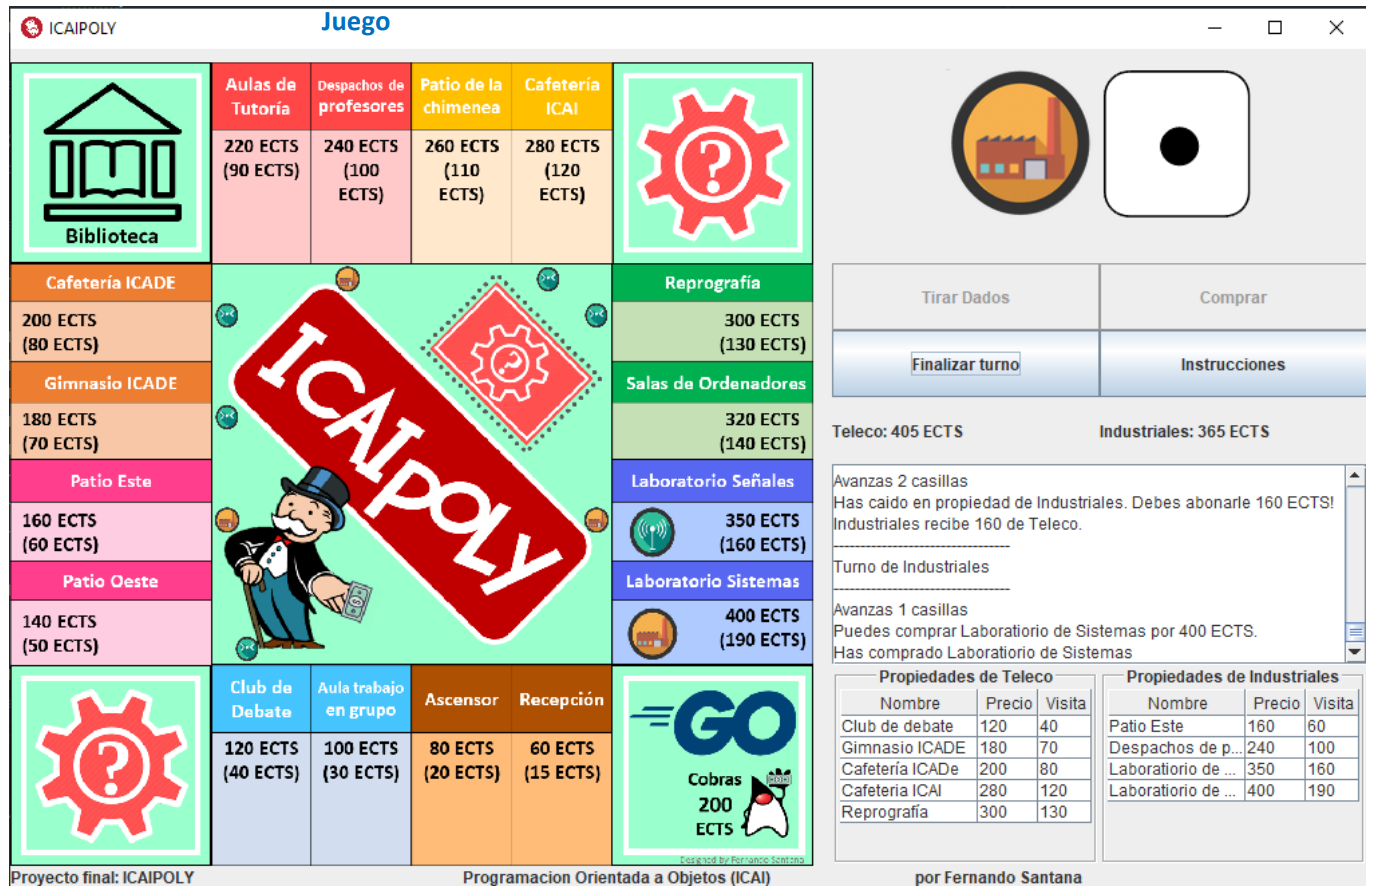 Juego
ICAIPOLY
Biblioteca
Aulas de
Tutoría
220 ECTS
(90 ECTS)
Despachos de
profesores
240 ECTS
(100
ECTS)
Patio de la
chimenea
260 ECTS
(110
ECTS)
Cafetería
ICAI
280 ECTS
(120
ECTS)
?
Cafetería ICADE
200 ECTS
(80 ECTS)
Gimnasio ICADE
180 ECTS
(70 ECTS)
Patio Este
160 ECTS
(60 ECTS)
Patio Oeste
140 ECTS
(50 ECTS)
ICAIpOLY
?
Reprografía
300 ECTS
(130 ECTS)
Salas de Ordenadores
320 ECTS
(140 ECTS)
Laboratorio Señales
350 ECTS
(160 ECTS)
Laboratorio Sistemas
400 ECTS
(190 ECTS)
?
Club de
Debate
120 ECTS
(40 ECTS)
Aula trabajo
en grupo
100 ECTS
(30 ECTS)
Ascensor
80 ECTS
(20 ECTS)
Recepción
60 ECTS
(15 ECTS)
GO
Cobras
200
ECTS
Designed by Fernando Santana
Tirar Dados
Comprar
Finalizar turno
Instrucciones
Teleco: 405 ECTS
Industriales: 365 ECTS
Avanzas 2 casillas
Has caido en propiedad de Industriales. Debes abonarle 160 ECTS!
Industriales recibe 160 de Teleco.
---------------------------------
Turno de Industriales
---------------------------------
Avanzas 1 casillas
Puedes comprar Laboratiorio de Sistemas por 400 ECTS.
Has comprado Laboratiorio de Sistemas
Propiedades de Teleco
Nombre Precio Visita
Club de debate 120 40
Gimnasio ICADE 180 70
Cafetería ICADe 200 80
Cafeteria ICAI 280 120
Reprografía 300 130
Propiedades de Industriales
Nombre Precio Visita
Patio Este 160 60
Despachos de p... 240 100
Laboratiorio de ... 350 160
Laboratiorio de ... 400 190
Proyecto final: ICAIPOLY
Programacion Orientada a Objetos (ICAI)
por Fernando Santana